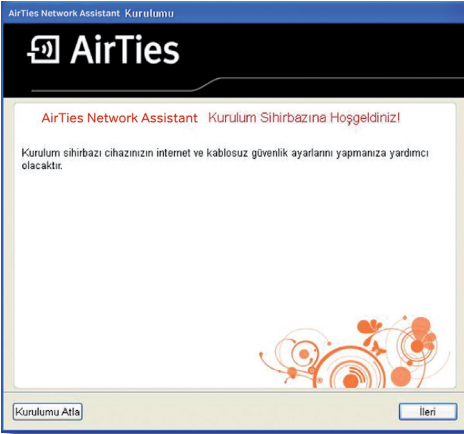 AirTies Network Assistant Kurulumu
AirTies
AirTies Network Assistant Kurulum Sihirbazına Hoşgeldiniz!
Kurulum sihirbazı cihazınızın internet ve kablosuz güvenlik ayarlarını yapmanıza yardımcı
olacaktır.
Kurulumu Atla
İleri